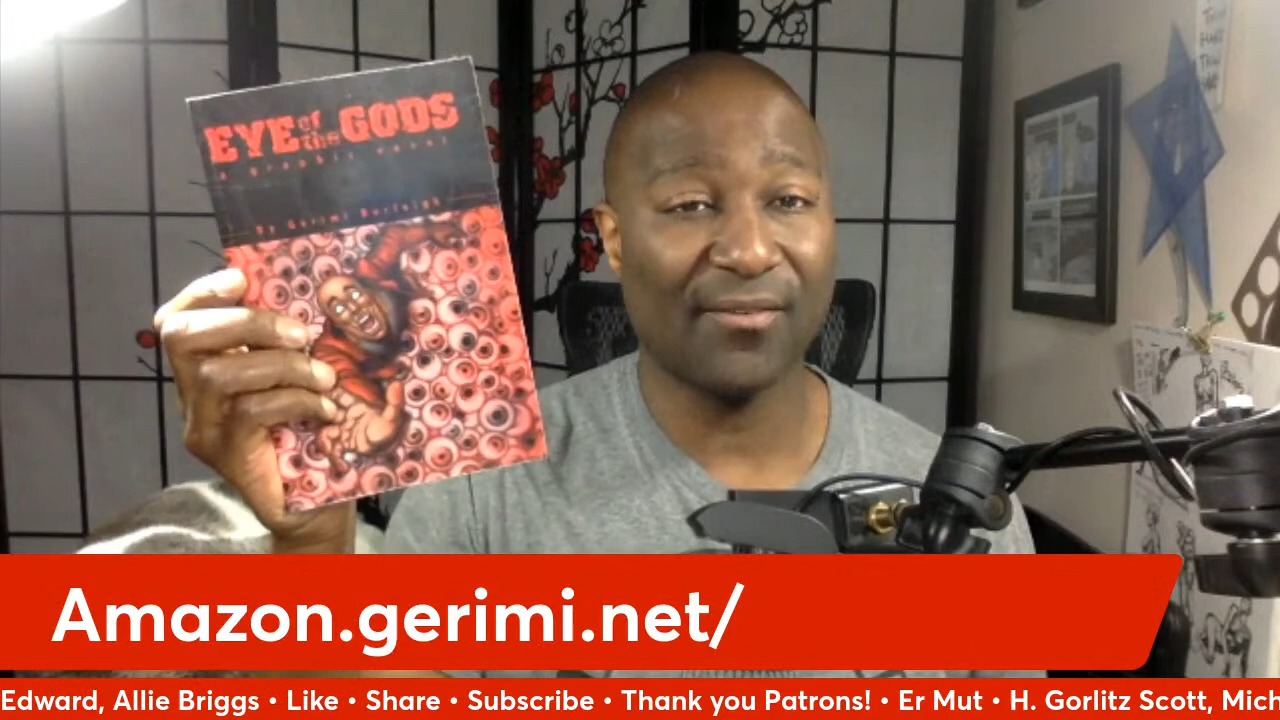 EYE of the GODS
a graphic novel
By Gerimi Burleigh
Amazon.gerimi.net/
Edward, Allie Briggs • Like • Share • Subscribe • Thank you Patrons! • Er Mut • H. Gorlitz Scott, Mich